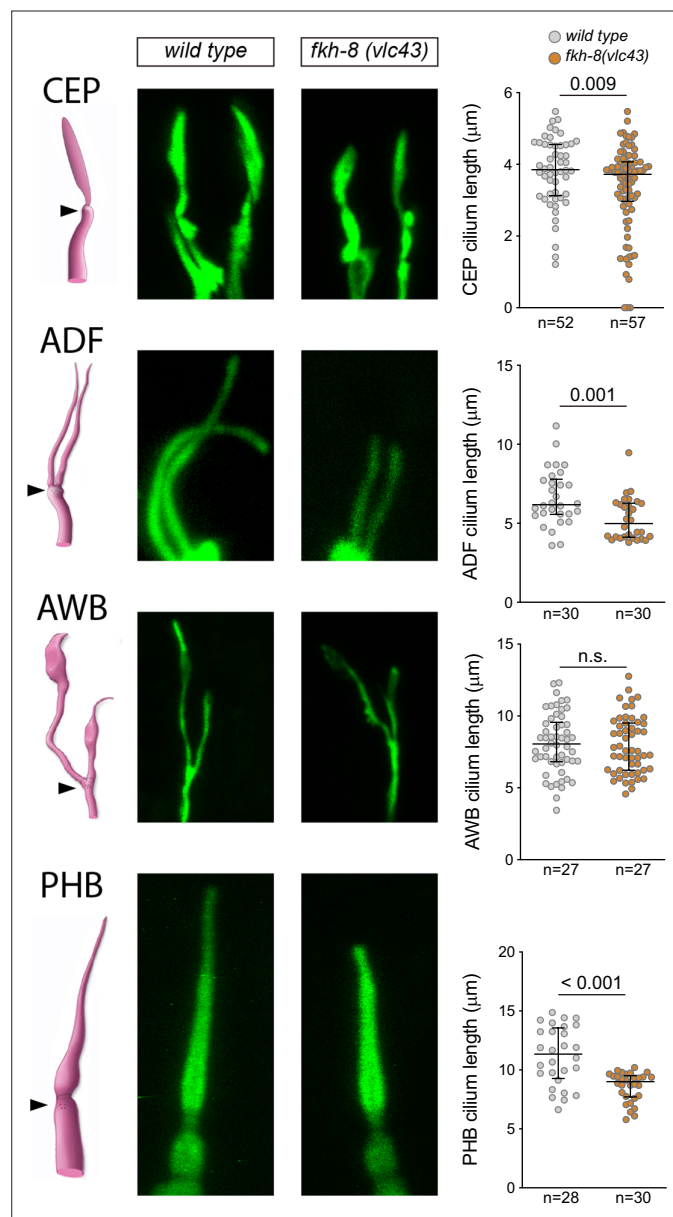 wild type
fkh-8 (vlc43)
wild type
fkh-8(vlc43)
CEP
0.009
CEP cilium length (μm)
6
4
2
0
n=52
n=57
ADF
0.001
ADF cilium length (μm)
15
10
5
0
n=30
n=30
AWB
n.s.
AWB cilium length (μm)
15
10
5
0
n=27
n=27
PHB
< 0.001
PHB cilium length (μm)
20
15
10
5
0
n=28
n=30